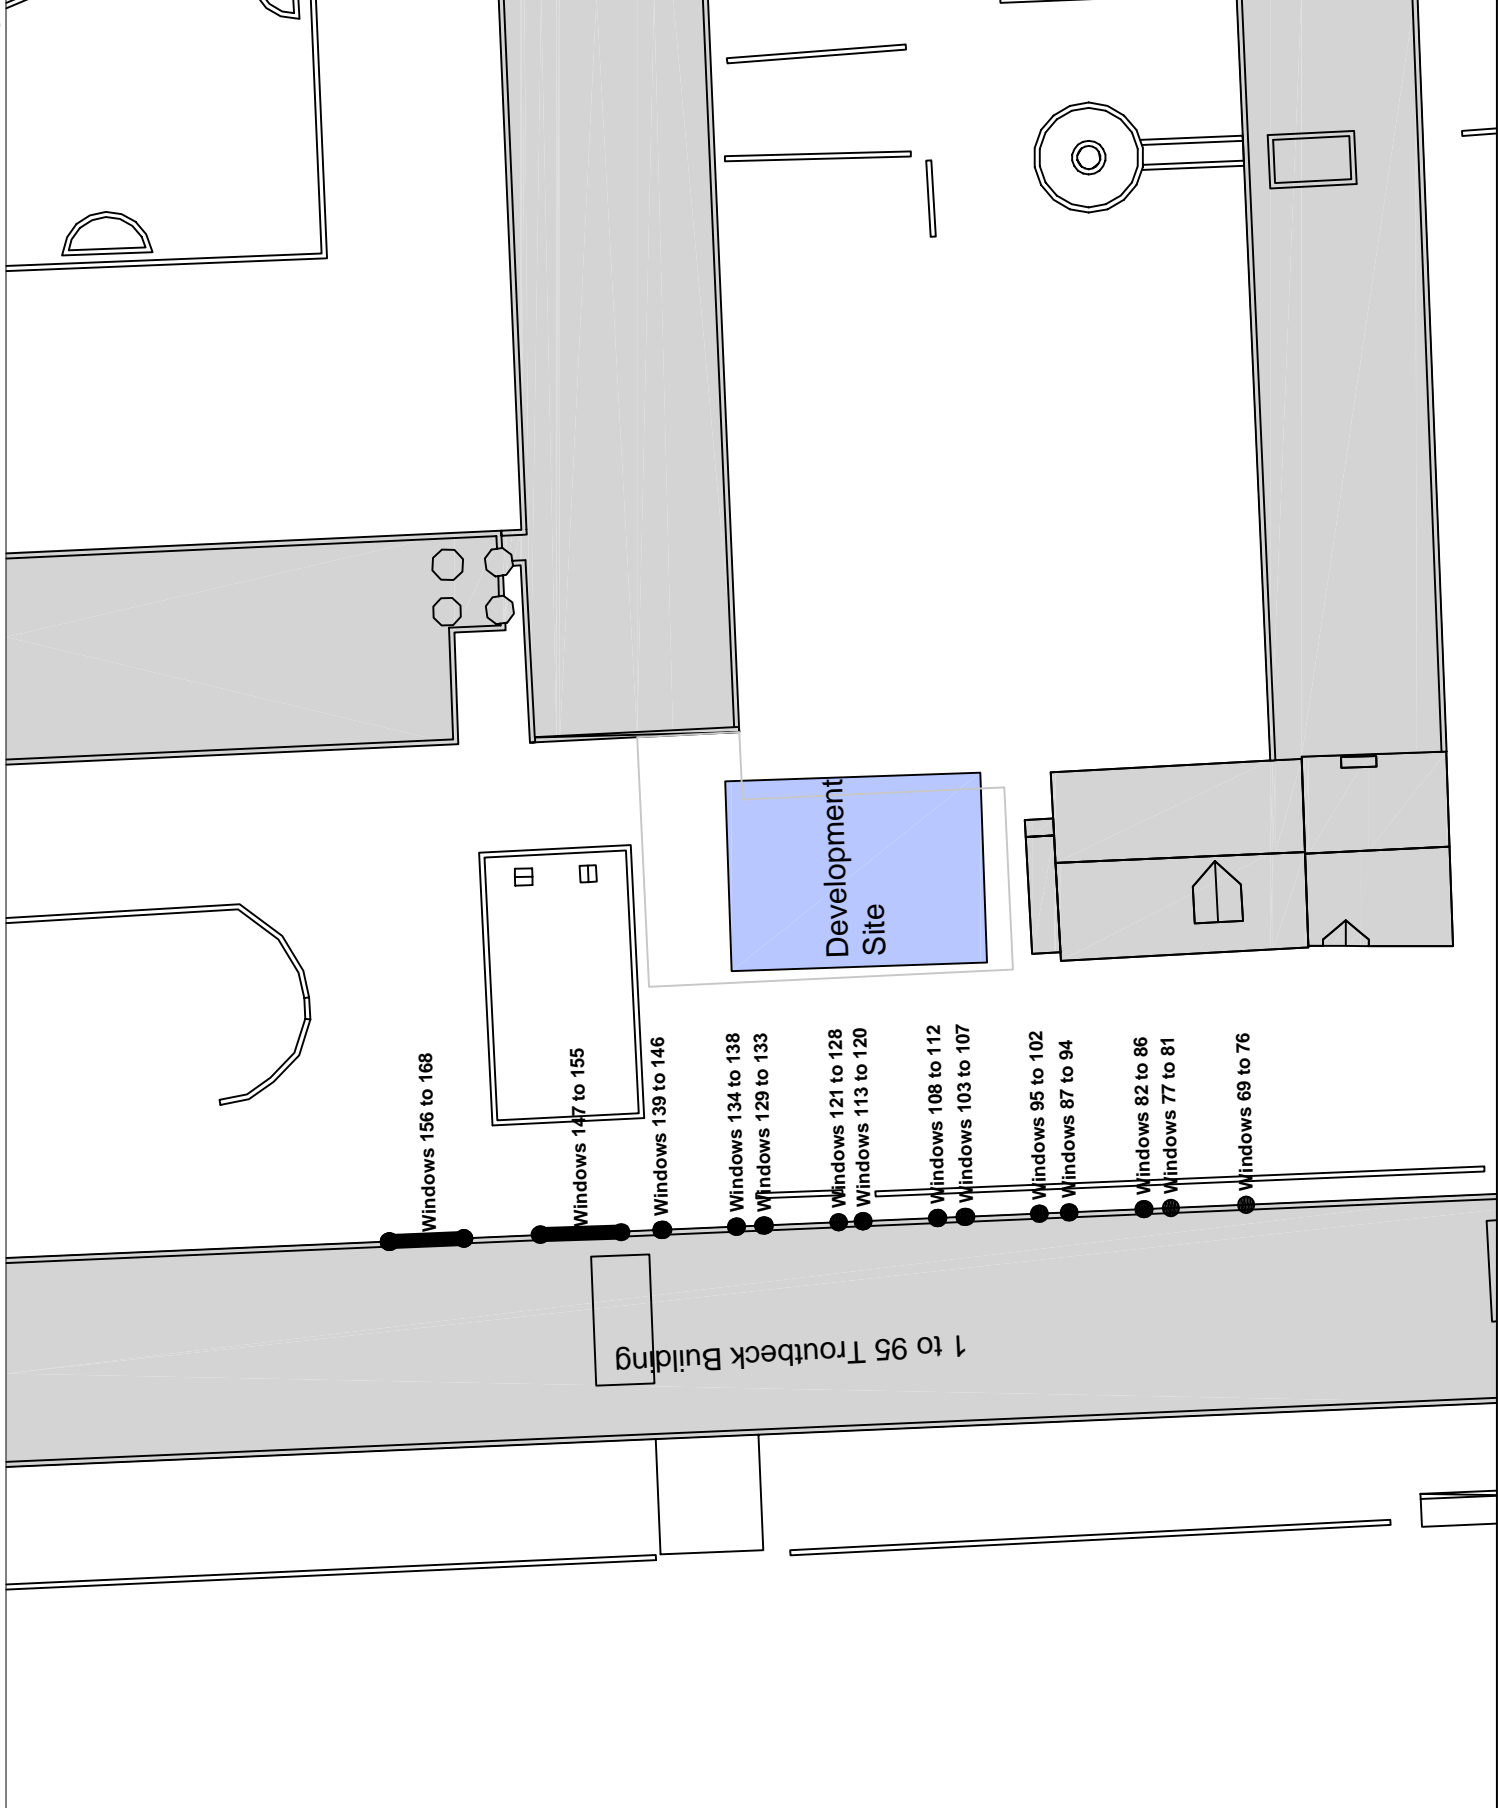 Development
Site
Windows 156 to 168
Windows 147 to 155
Windows 139 to 146
Windows 134 to 138
Windows 129 to 133
Windows 121 to 128
Windows 113 to 120
Windows 108 to 112
Windows 103 to 107
Windows 95 to 102
Windows 87 to 94
Windows 82 to 86
Windows 77 to 81
Windows 69 to 76
1 to 95 Troutbeck Building